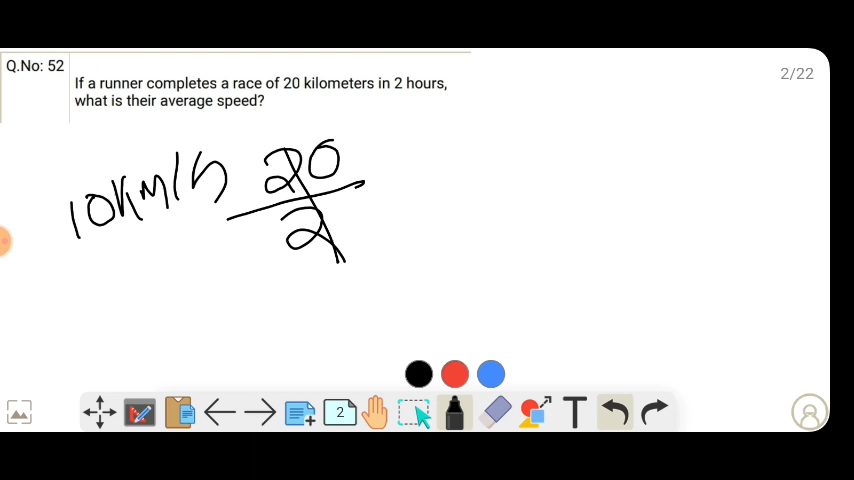 Q.No: 52
If a runner completes a race of 20 kilometers in 2 hours,
what is their average speed?
2/22
10KM/h
20
2
2
T